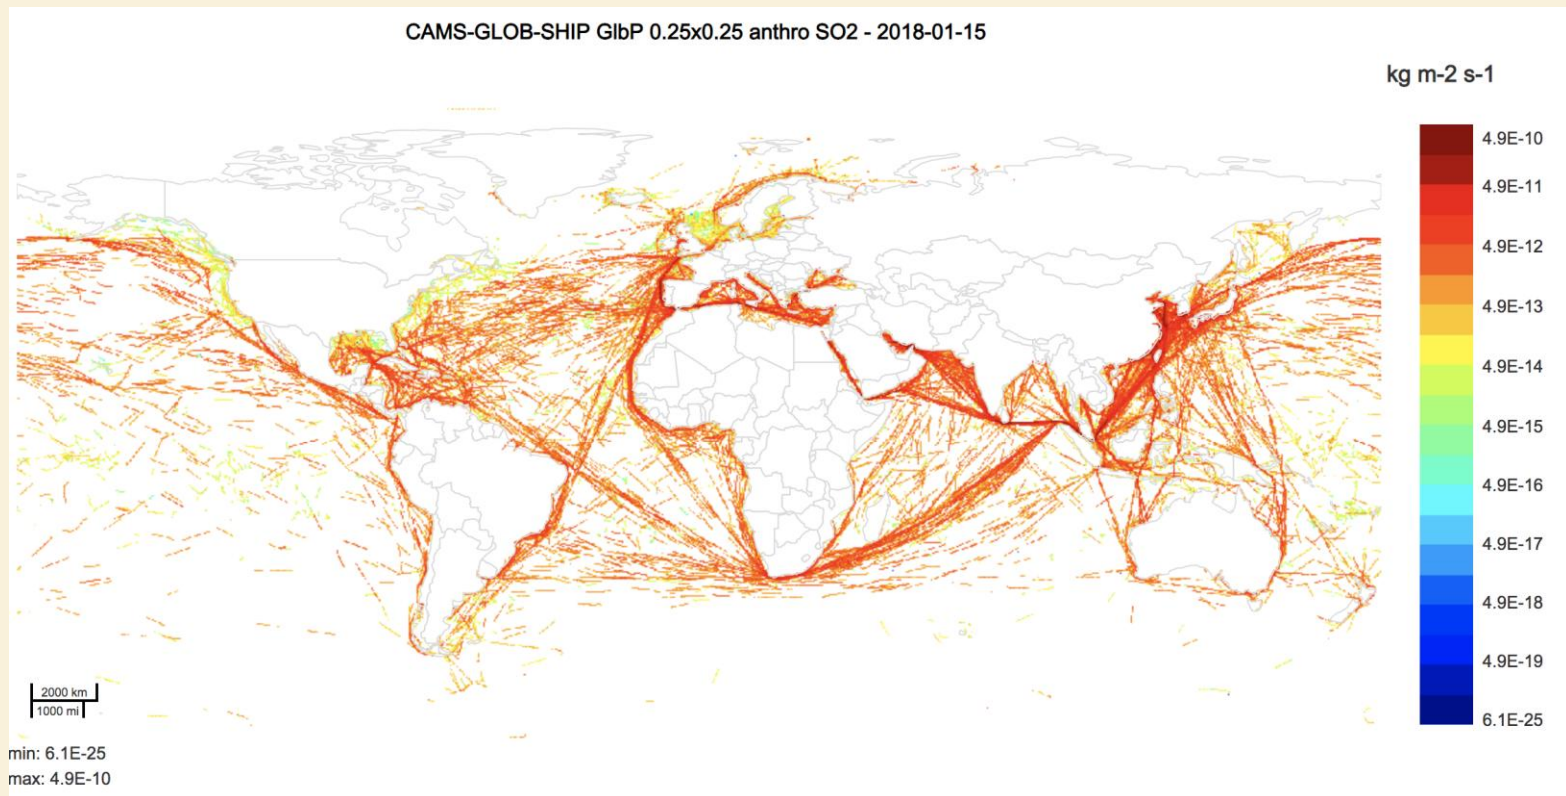 CAMS-GLOB-SHIP GlbP 0.25x0.25 anthro SO2 - 2018-01-15
kg m-2 s-1
4.9E-10
4.9E-11
4.9E-12
4.9E-13
4.9E-14
4.9E-15
4.9E-16
4.9E-17
4.9E-18
4.9E-19
6.1E-25
2000 km
1000 mi
min: 6.1E-25
max: 4.9E-10